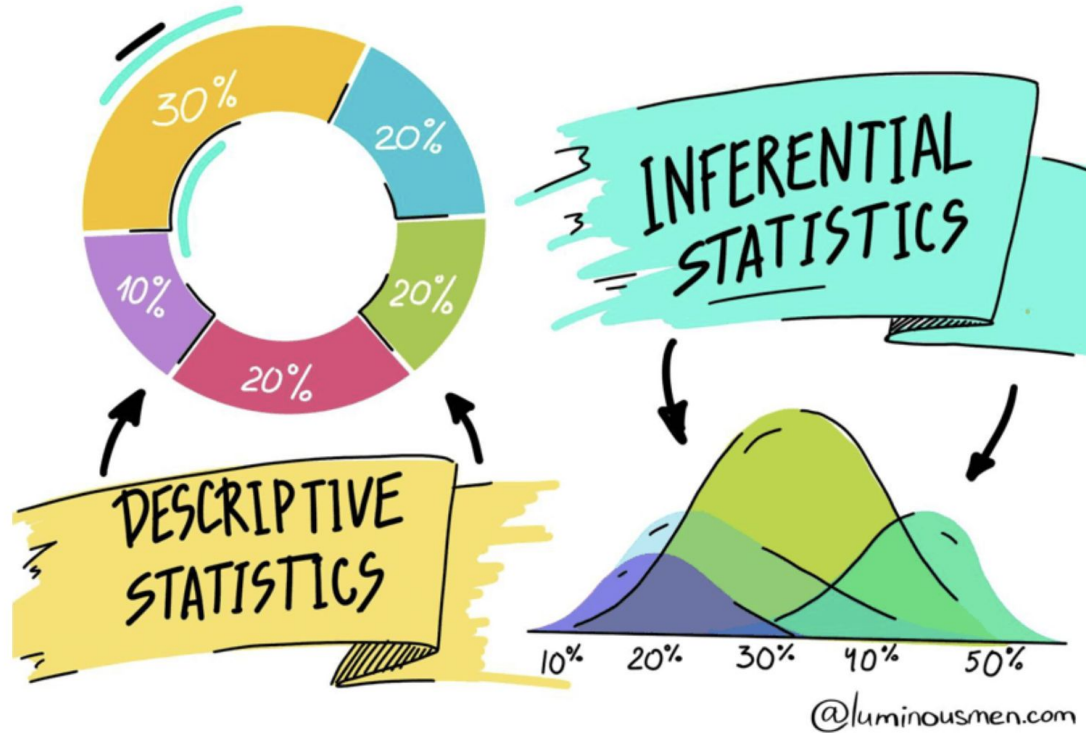 30%
20%
10%
20%
20%
DESCRIPTIVE
STATISTICS
INFERENTIAL
STATISTICS
10% 20% 30% 40% 50%
@luminousmen.com